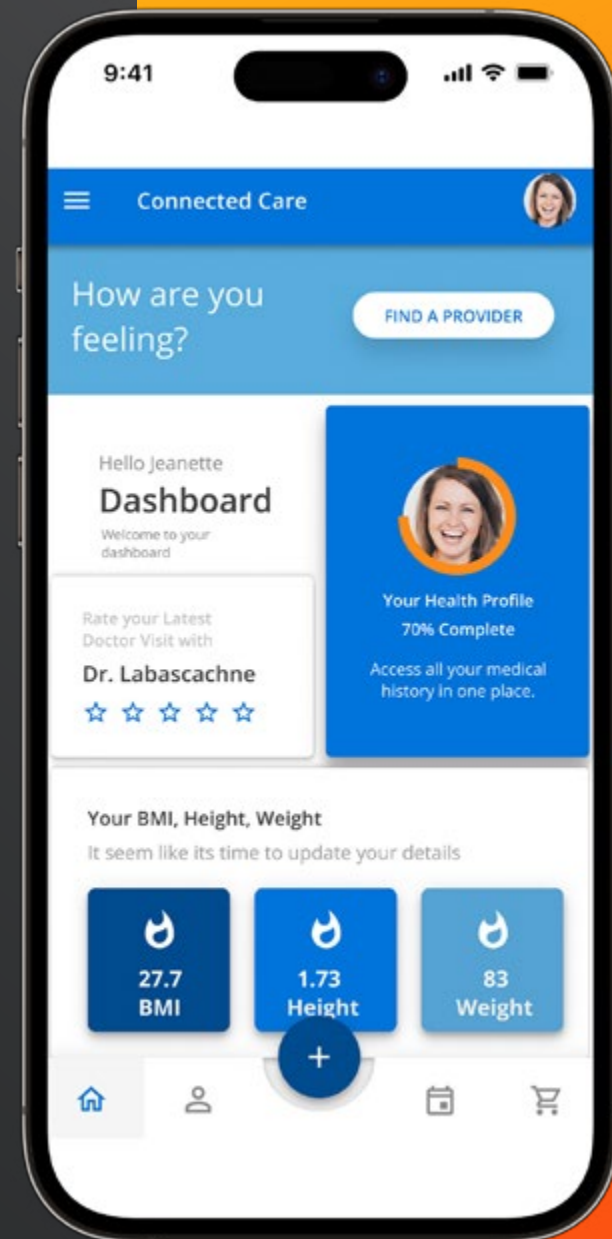 9:41
Connected Care
How are you
feeling?
FIND A PROVIDER
Hello Jeanette
Dashboard
Welcome to your
dashboard
Rate your Latest
Doctor Visit with
Dr. Labascachne
Your Health Profile
70% Complete
Access all your medical
history in one place.
Your BMI, Height, Weight
It seem like its time to update your details
27.7
BMI
1.73
Height
83
Weight
+